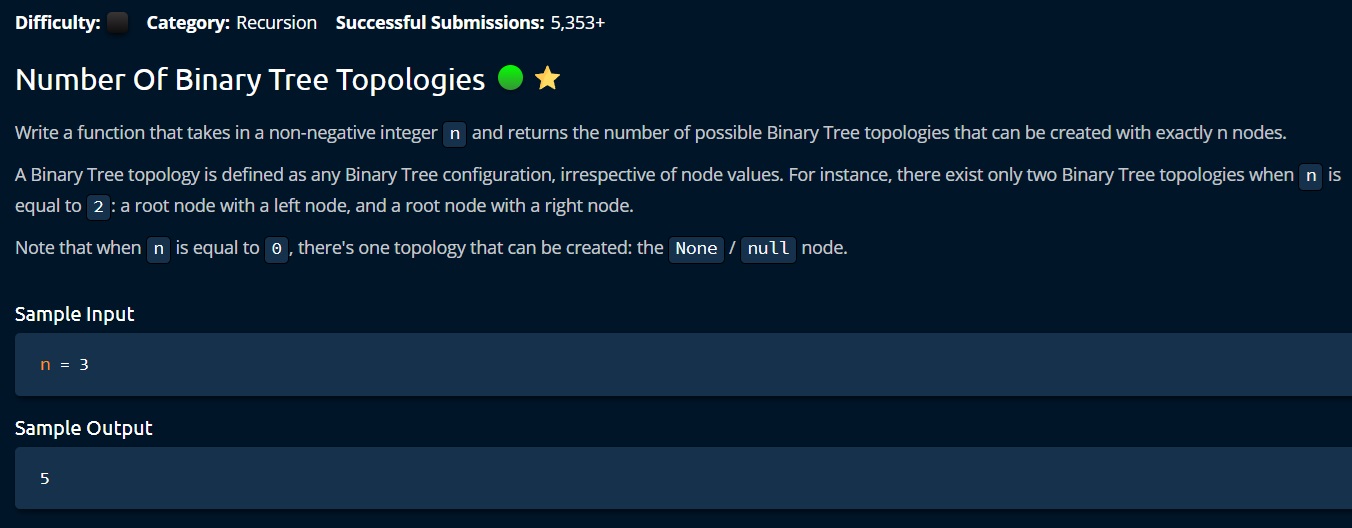 Difficulty: Category: Recursion Successful Submissions: 5,353+
Number Of Binary Tree Topologies
Write a function that takes in a non-negative integer n and returns the number of possible Binary Tree topologies that can be created with exactly n nodes.
A Binary Tree topology is defined as any Binary Tree configuration, irrespective of node values. For instance, there exist only two Binary Tree topologies when n is
equal to 2: a root node with a left node, and a root node with a right node.
Note that when n is equal to 0, there's one topology that can be created: the None / null node.
Sample Input
n = 3
Sample Output
5